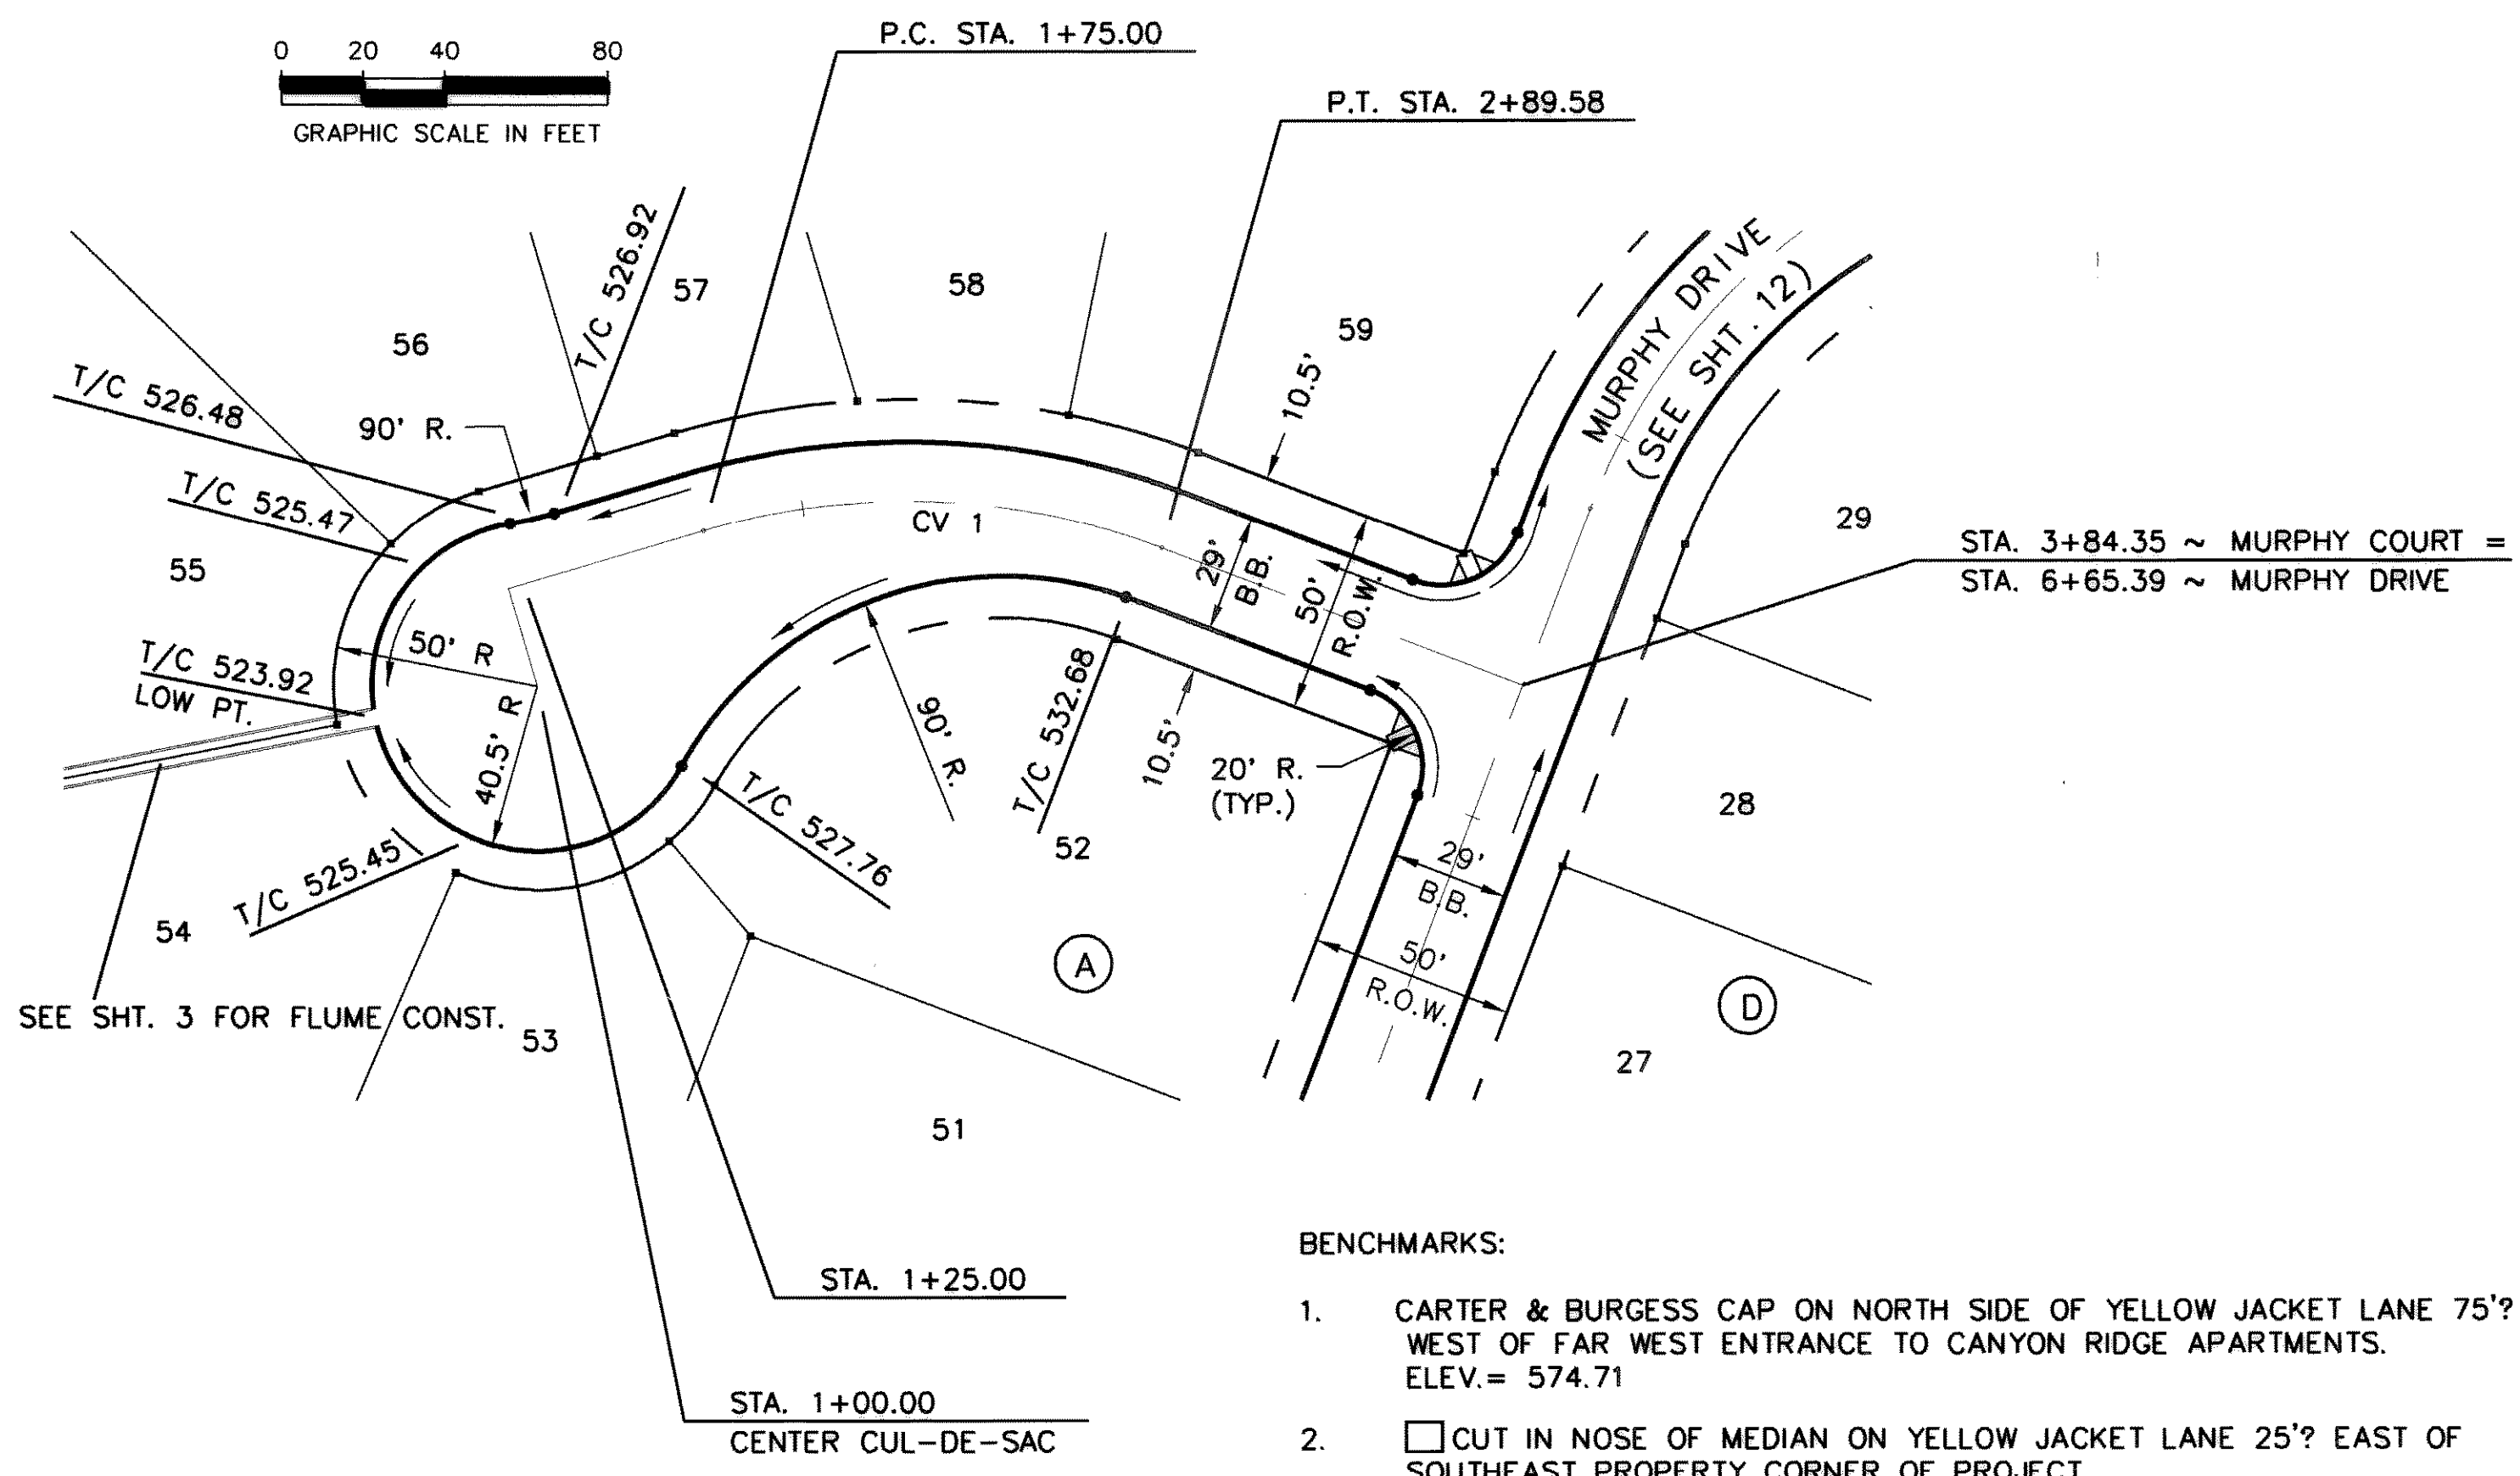 P.C. STA. 1+75.00
0 20 40 80
GRAPHIC SCALE IN FEET
P.T. STA. 2+89.58
T/C 526.92
57
58
59
56
10.5'
MURPHY DRIVE
(SEE SHT. 12)
T/C 526.48
90' R.
T/C 525.47
CV 1
29
55
29'
B.B.
50'
R.O.W.
STA. 3+84.35 ~ MURPHY COURT =
STA. 6+65.39 ~ MURPHY DRIVE
50' R
T/C 523.92
LOW PT.
40.5' R
90' R.
T/C 532.68
10.5'
20' R.
(TYP.)
28
T/C 527.76
52
29'
B.B.
T/C 525.45
54
A
50'
R.O.W.
D
SEE SHT. 3 FOR FLUME CONST.
53
27
51
BENCHMARKS:
STA. 1+25.00
1. CARTER & BURGESS CAP ON NORTH SIDE OF YELLOW JACKET LANE 75'?
WEST OF FAR WEST ENTRANCE TO CANYON RIDGE APARTMENTS.
ELEV.= 574.71
STA. 1+00.00
CENTER CUL-DE-SAC
2. CUT IN NOSE OF MEDIAN ON YELLOW JACKET LANE 25'? EAST OF
SOUTHEAST PROPERTY CORNER OF PROJECT